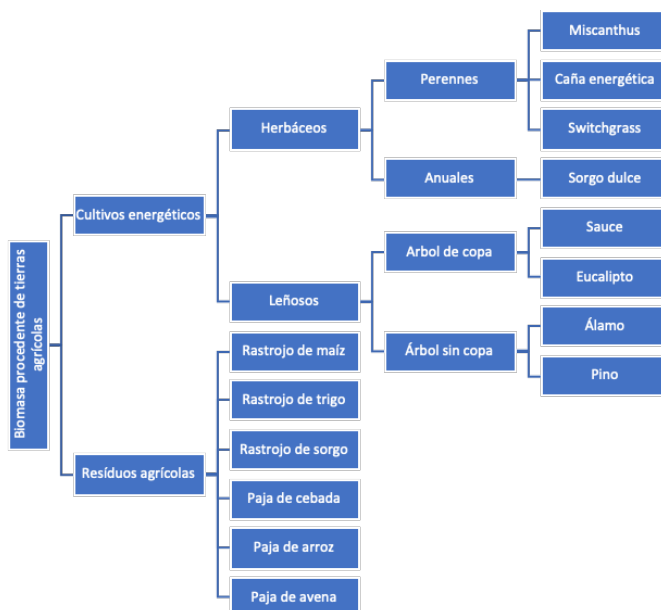 Biomasa procedente de tierras
agrícolas
Cultivos energéticos
Herbáceos
Perennes
Miscanthus
Caña energética
Switchgrass
Anuales
Sorgo dulce
Leñosos
Arbol de copa
Sauce
Eucalipto
Árbol sin copa
Álamo
Pino
Resíduos agrícolas
Rastrojo de maíz
Rastrojo de trigo
Rastrojo de sorgo
Paja de cebada
Paja de arroz
Paja de avena